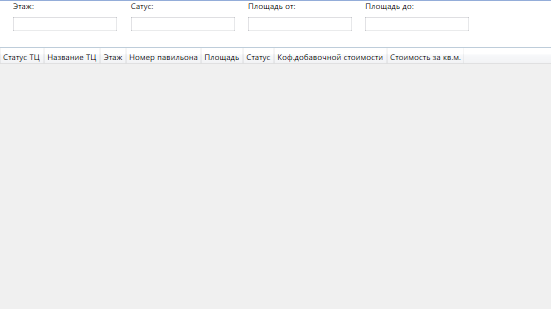 Этаж: Сатус: Площадь от: Площадь до:
Статус ТЦ Название ТЦ Этаж Номер павильона Площадь Статус Коф.добавочной стоимости Стоимость за кв.м.